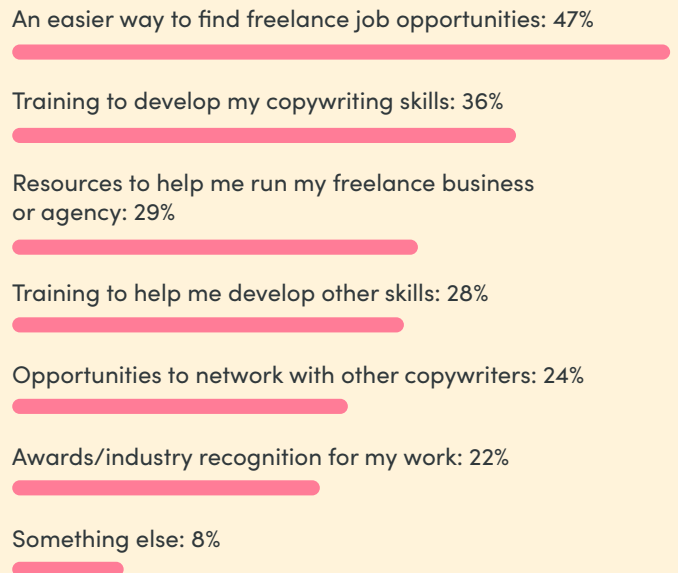 An easier way to find freelance job opportunities: 47%
Training to develop my copywriting skills: 36%
Resources to help me run my freelance business
or agency: 29%
Training to help me develop other skills: 28%
Opportunities to network with other copywriters: 24%
Awards/industry recognition for my work: 22%
Something else: 8%